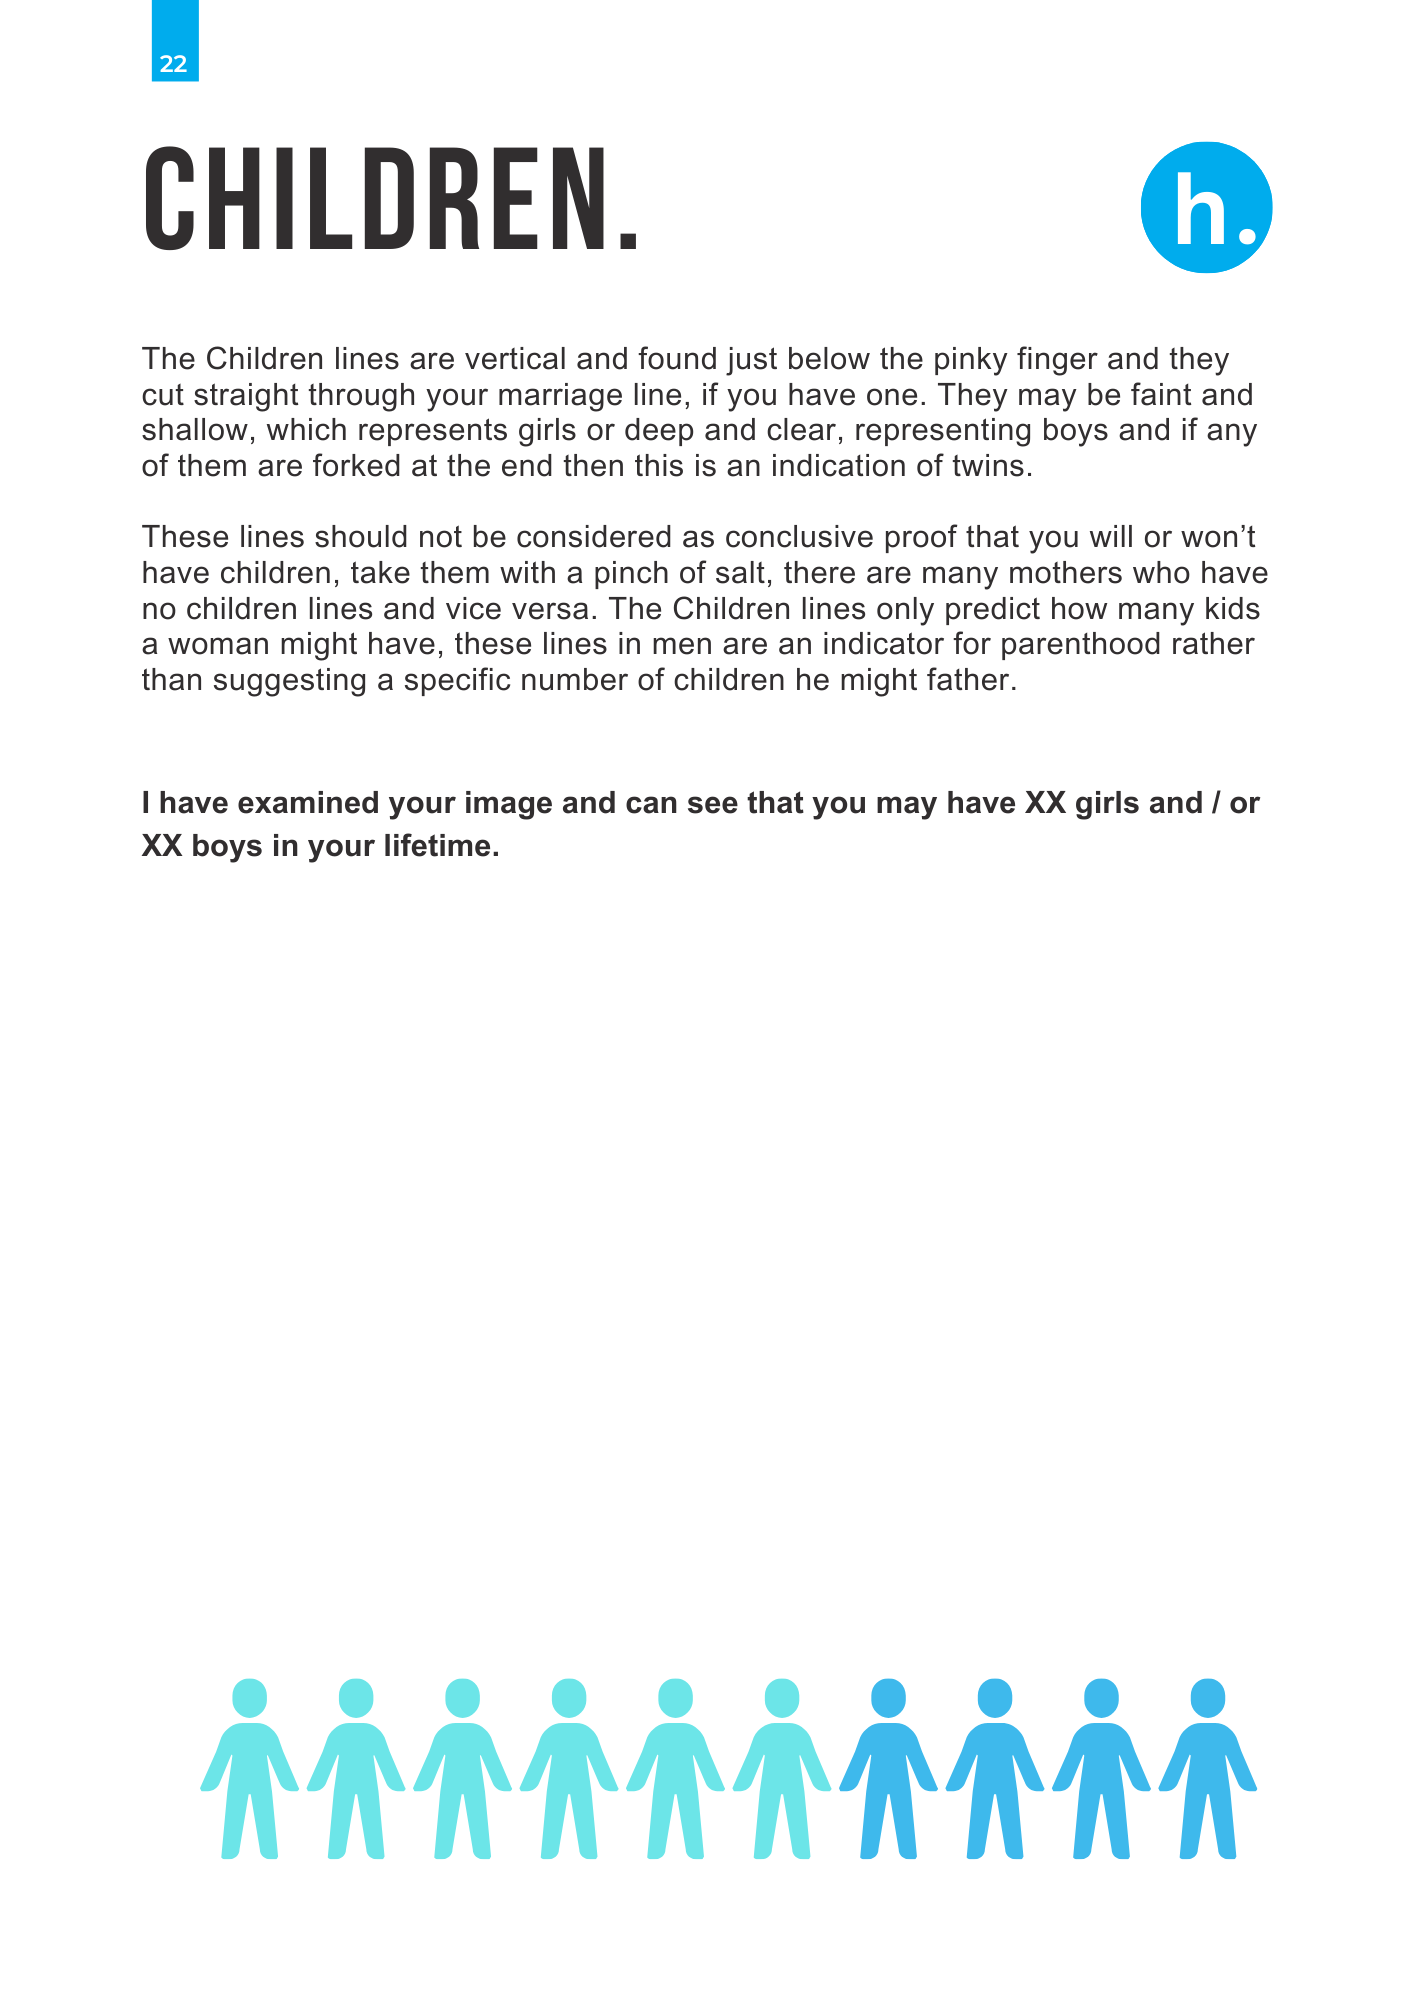 22
CHILDREN.
h.
The Children lines are vertical and found just below the pinky finger and they
cut straight through your marriage line, if you have one. They may be faint and
shallow, which represents girls or deep and clear, representing boys and if any
of them are forked at the end then this is an indication of twins.
These lines should not be considered as conclusive proof that you will or won’t
have children, take them with a pinch of salt, there are many mothers who have
no children lines and vice versa. The Children lines only predict how many kids
a woman might have, these lines in men are an indicator for parenthood rather
than suggesting a specific number of children he might father.
I have examined your image and can see that you may have XX girls and / or
XX boys in your lifetime.